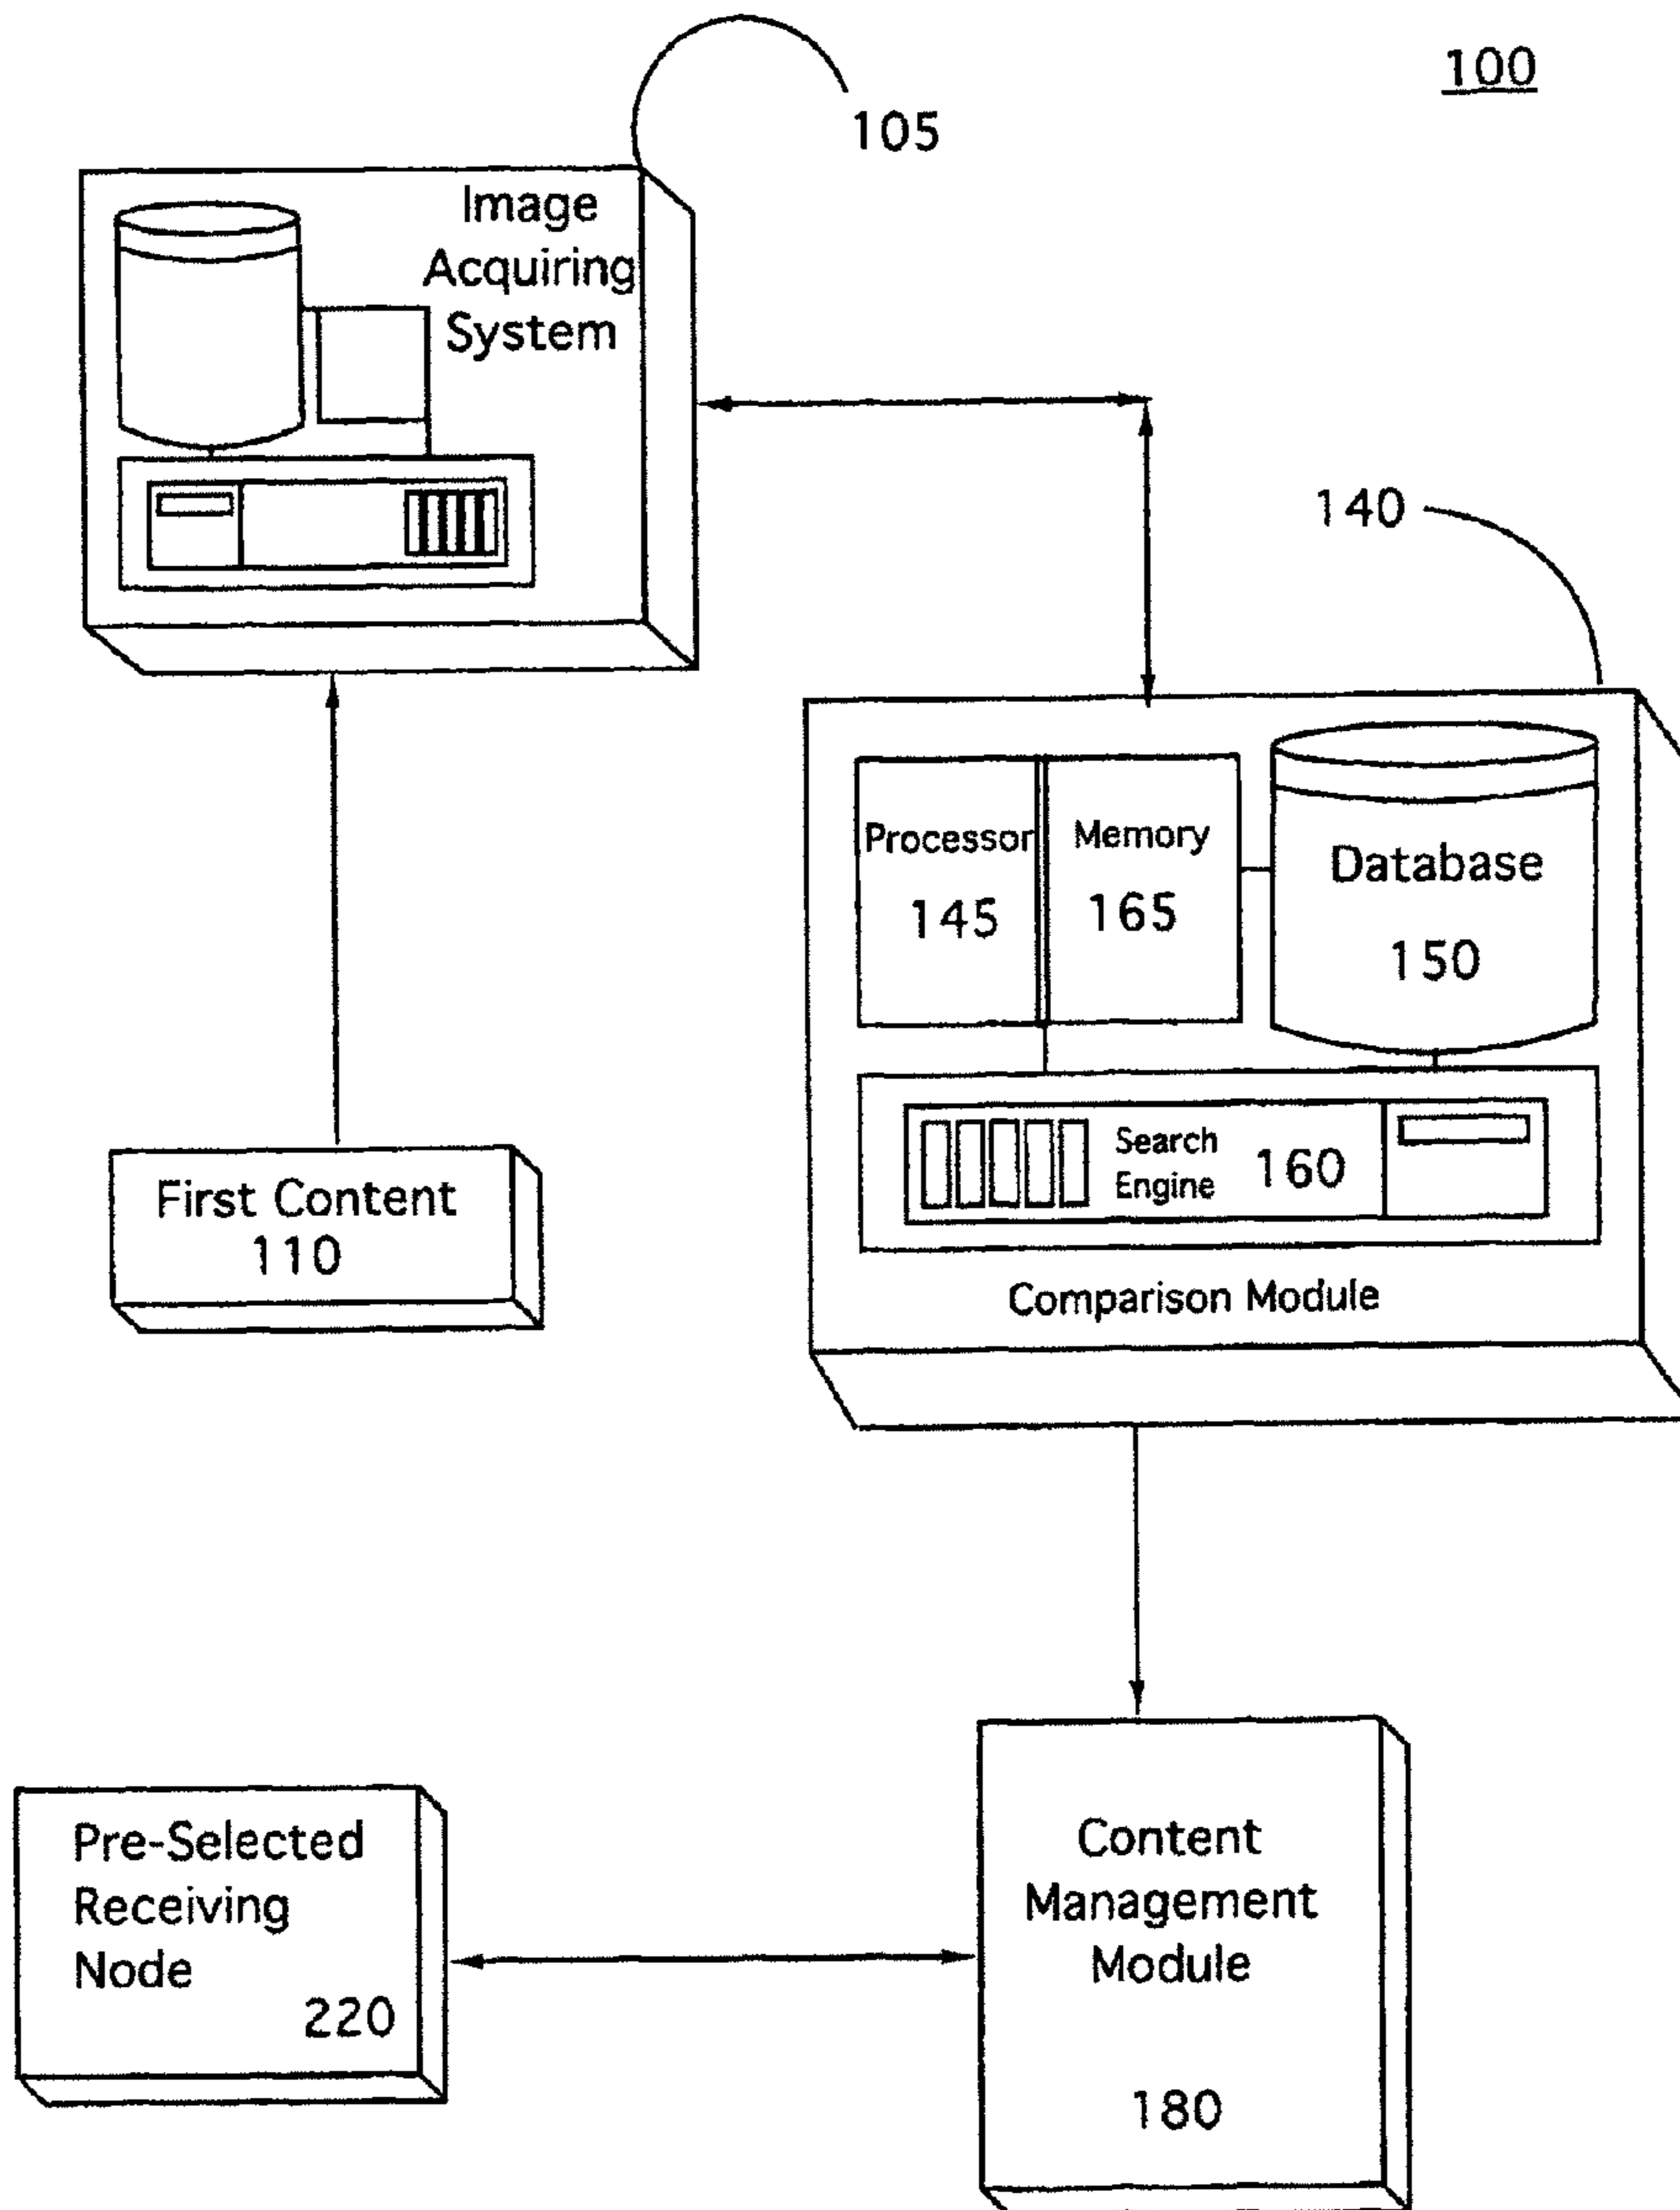 100
105
Image
Acquiring
System
140
Processor
145
Memory
165
Database
150
Search
Engine
160
Comparison Module
First Content
110
Pre-Selected
Receiving
Node
220
Content
Management
Module
180